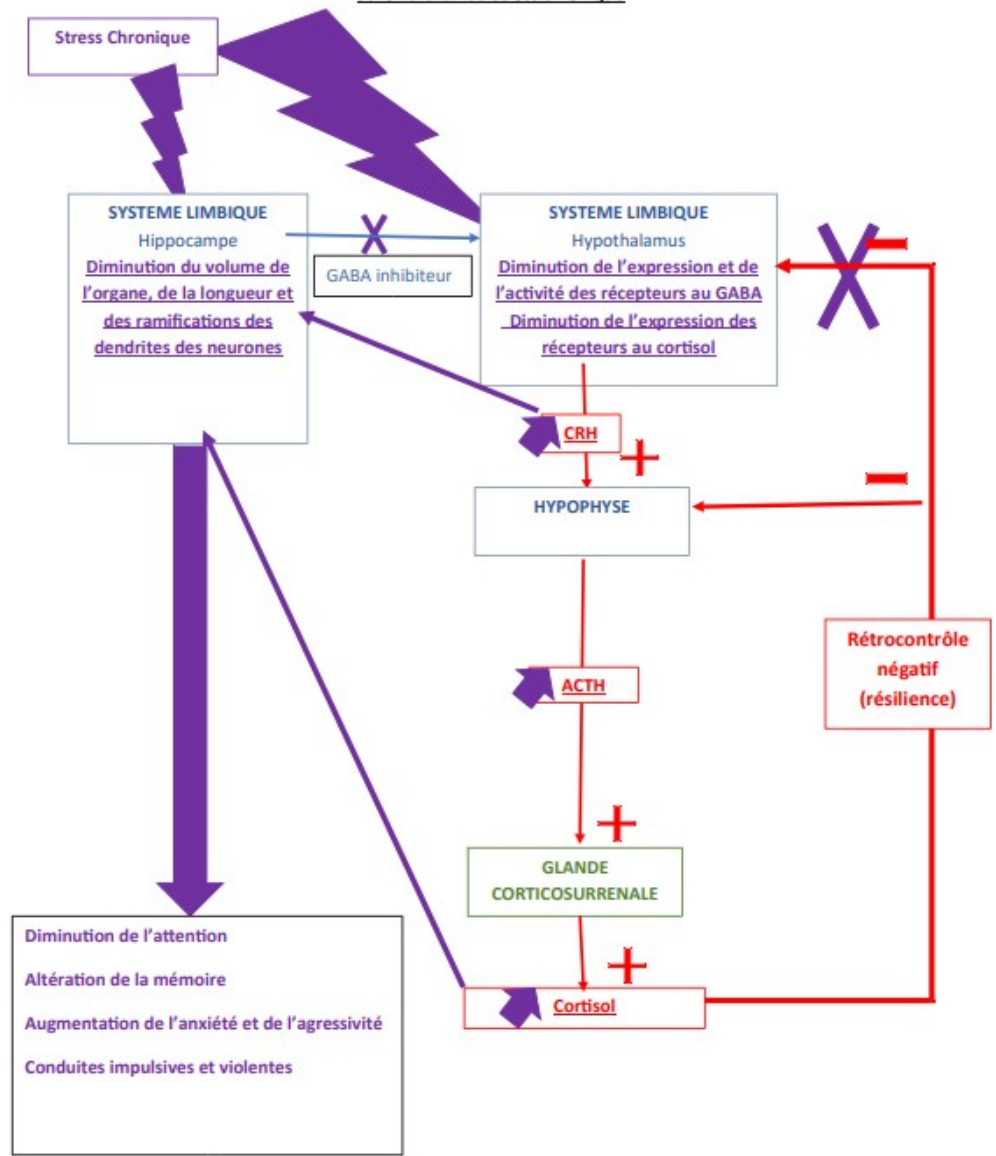 Stress Chronique
SYSTEME LIMBIQUE
Hippocampe
Diminution du volume de
l'organe, de la longueur et
des ramifications des
dendrites des neurones
GABA inhibiteur
SYSTEME LIMBIQUE
Hypothalamus
Diminution de l'expression et de
l'activité des récepteurs au GABA
Diminution de l'expression des
récepteurs au cortisol
CRH
HYPOPHYSE
Rétrocontrôle
négatif
(résilience)
ACTH
GLANDE
CORTICOSURRENALE
Cortisol
Diminution de l'attention
Altération de la mémoire
Augmentation de l'anxiété et de l'agressivité
Conduites impulsives et violentes